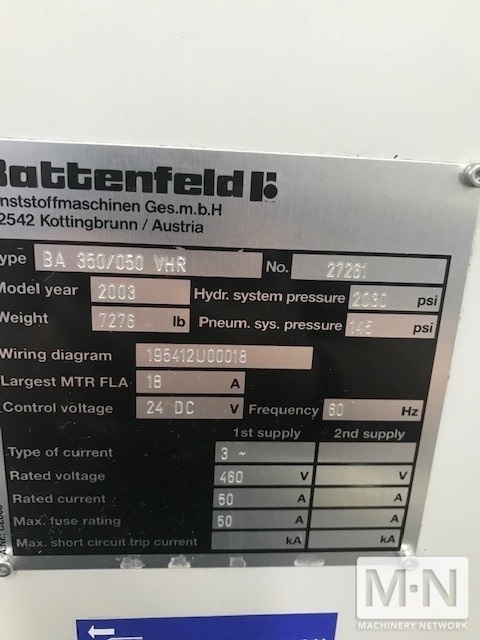 Battenfeld
unststoffmaschinen Ges.m.b.H
2542 Kottingbrunn / Austria
ype BA 350/050 VHR No. 27261
Model year 2003 Hydr. system pressure psi
Weight 7276 lb Pneum. sys. pressure 145 psi
Wiring diagram 195412U00018
Largest MTR FLA 18 A
Control voltage 24 DC V Frequency 60 Hz
1st supply 2nd supply
Type of current 3 ~
Rated voltage 460 V V
Rated current 50 A A
Max. fuse rating 50 A A
Max. short circuit trip current kA kA
M·N
MACHINERY NETWORK